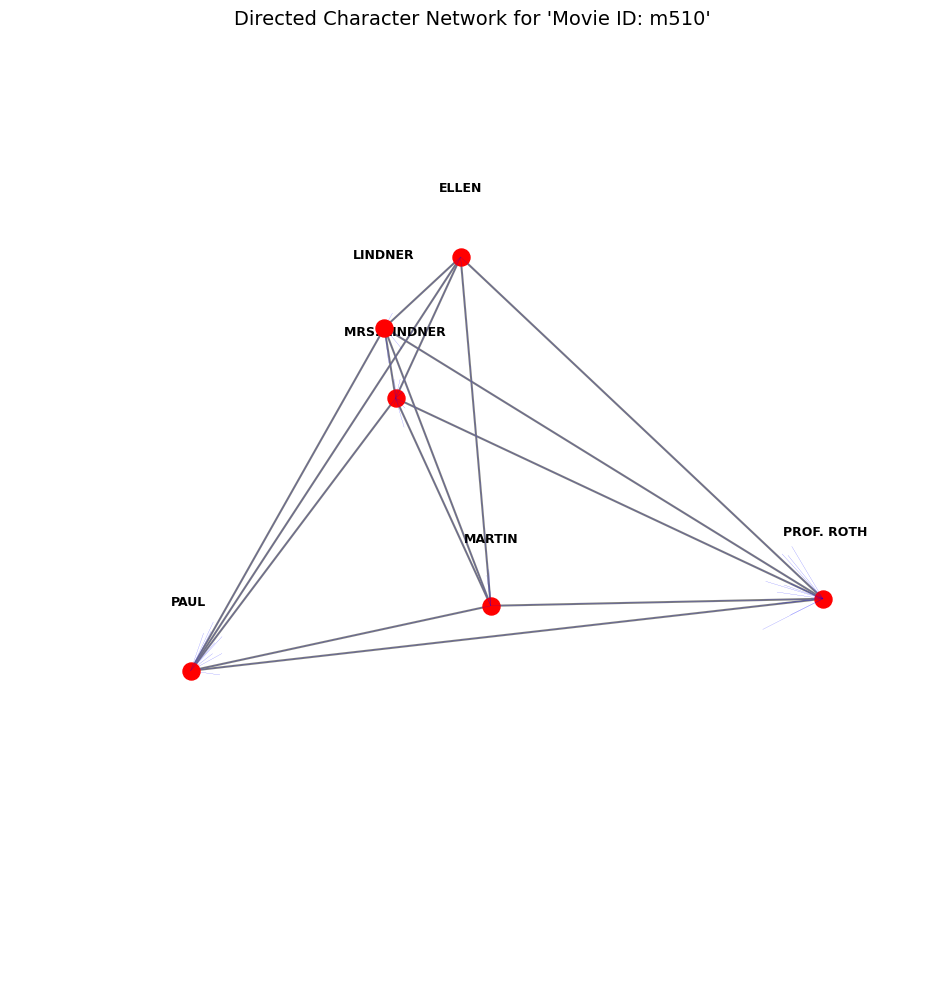 Directed Character Network for 'Movie ID: m510'
ELLEN
LINDNER
MRS. LINDNER
MARTIN
PROF. ROTH
PAUL